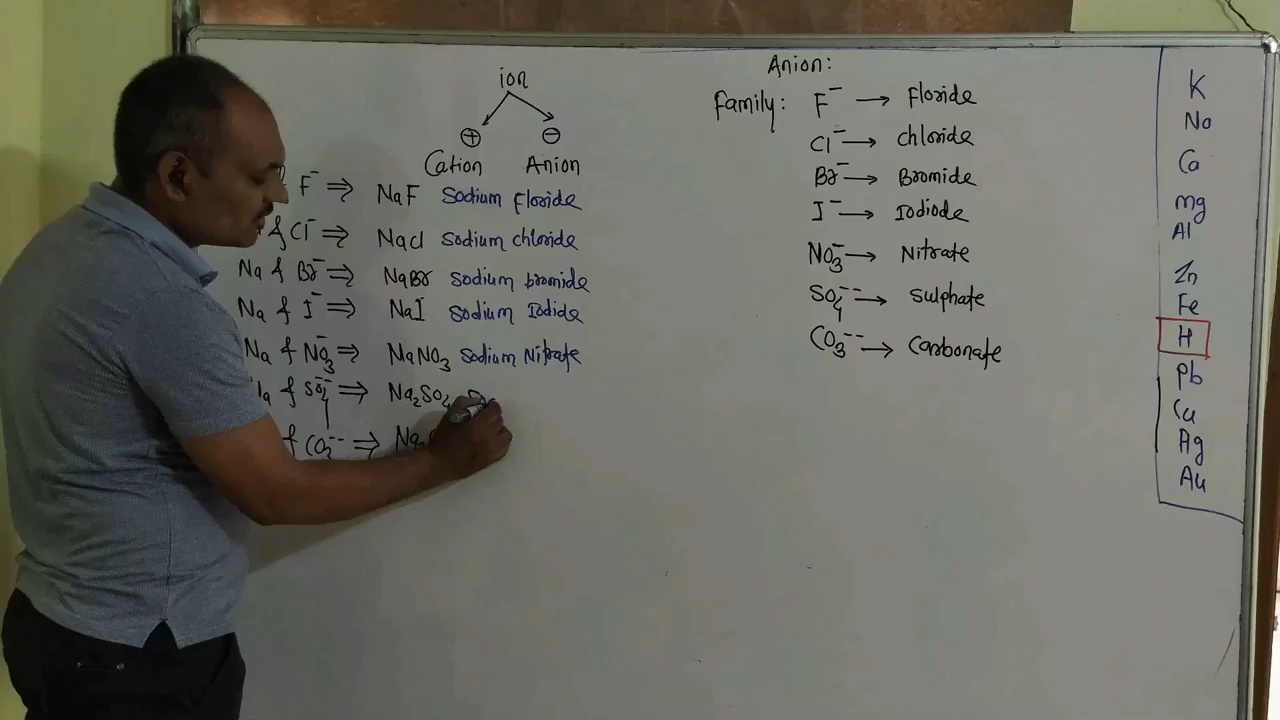 ion
⊕ ⊖
Cation Anion
F⁻ ⇒ NaF Sodium floride
& Cl⁻ ⇒ Nacl Sodium chloride
Na & Br⁻ ⇒ NaBr Sodium bromide
Na & I⁻ ⇒ NaI Sodium Iodide
Na & NO₃⁻ ⇒ NaNO₃ Sodium Nitrate
& SO₄⁻⁻ ⇒ Na₂SO₄
& CO₃⁻⁻ ⇒
Anion:
Family: F⁻ → Floride
Cl⁻ → chloride
Br⁻ → Bromide
I⁻ → Iodiode
NO₃⁻ → Nitrate
SO₄⁻⁻ → Sulphate
CO₃⁻⁻ → Carbonate
K
Na
Ca
mg
Al
Zn
Fe
H
Pb
Cu
Ag
Au